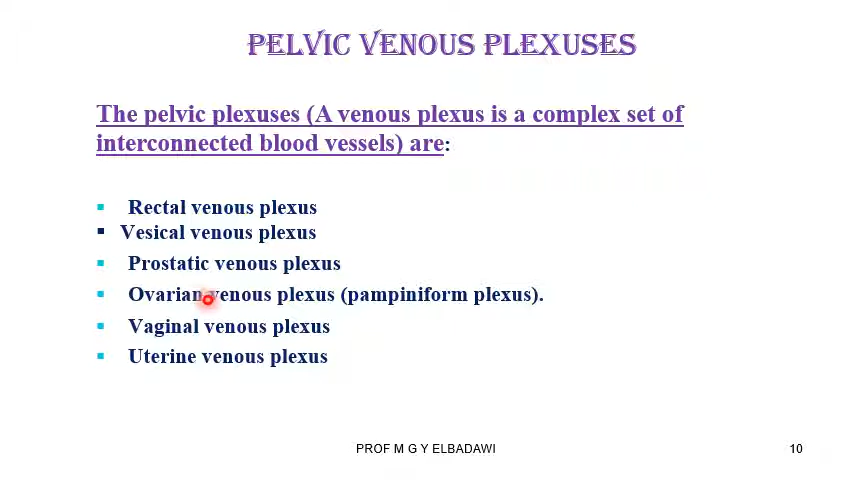 PELVIC VENOUS PLEXUSES
The pelvic plexuses (A venous plexus is a complex set of
interconnected blood vessels) are:
▪ Rectal venous plexus
▪ Vesical venous plexus
▪ Prostatic venous plexus
▪ Ovarian venous plexus (pampiniform plexus).
▪ Vaginal venous plexus
▪ Uterine venous plexus
PROF M G Y ELBADAWI
10